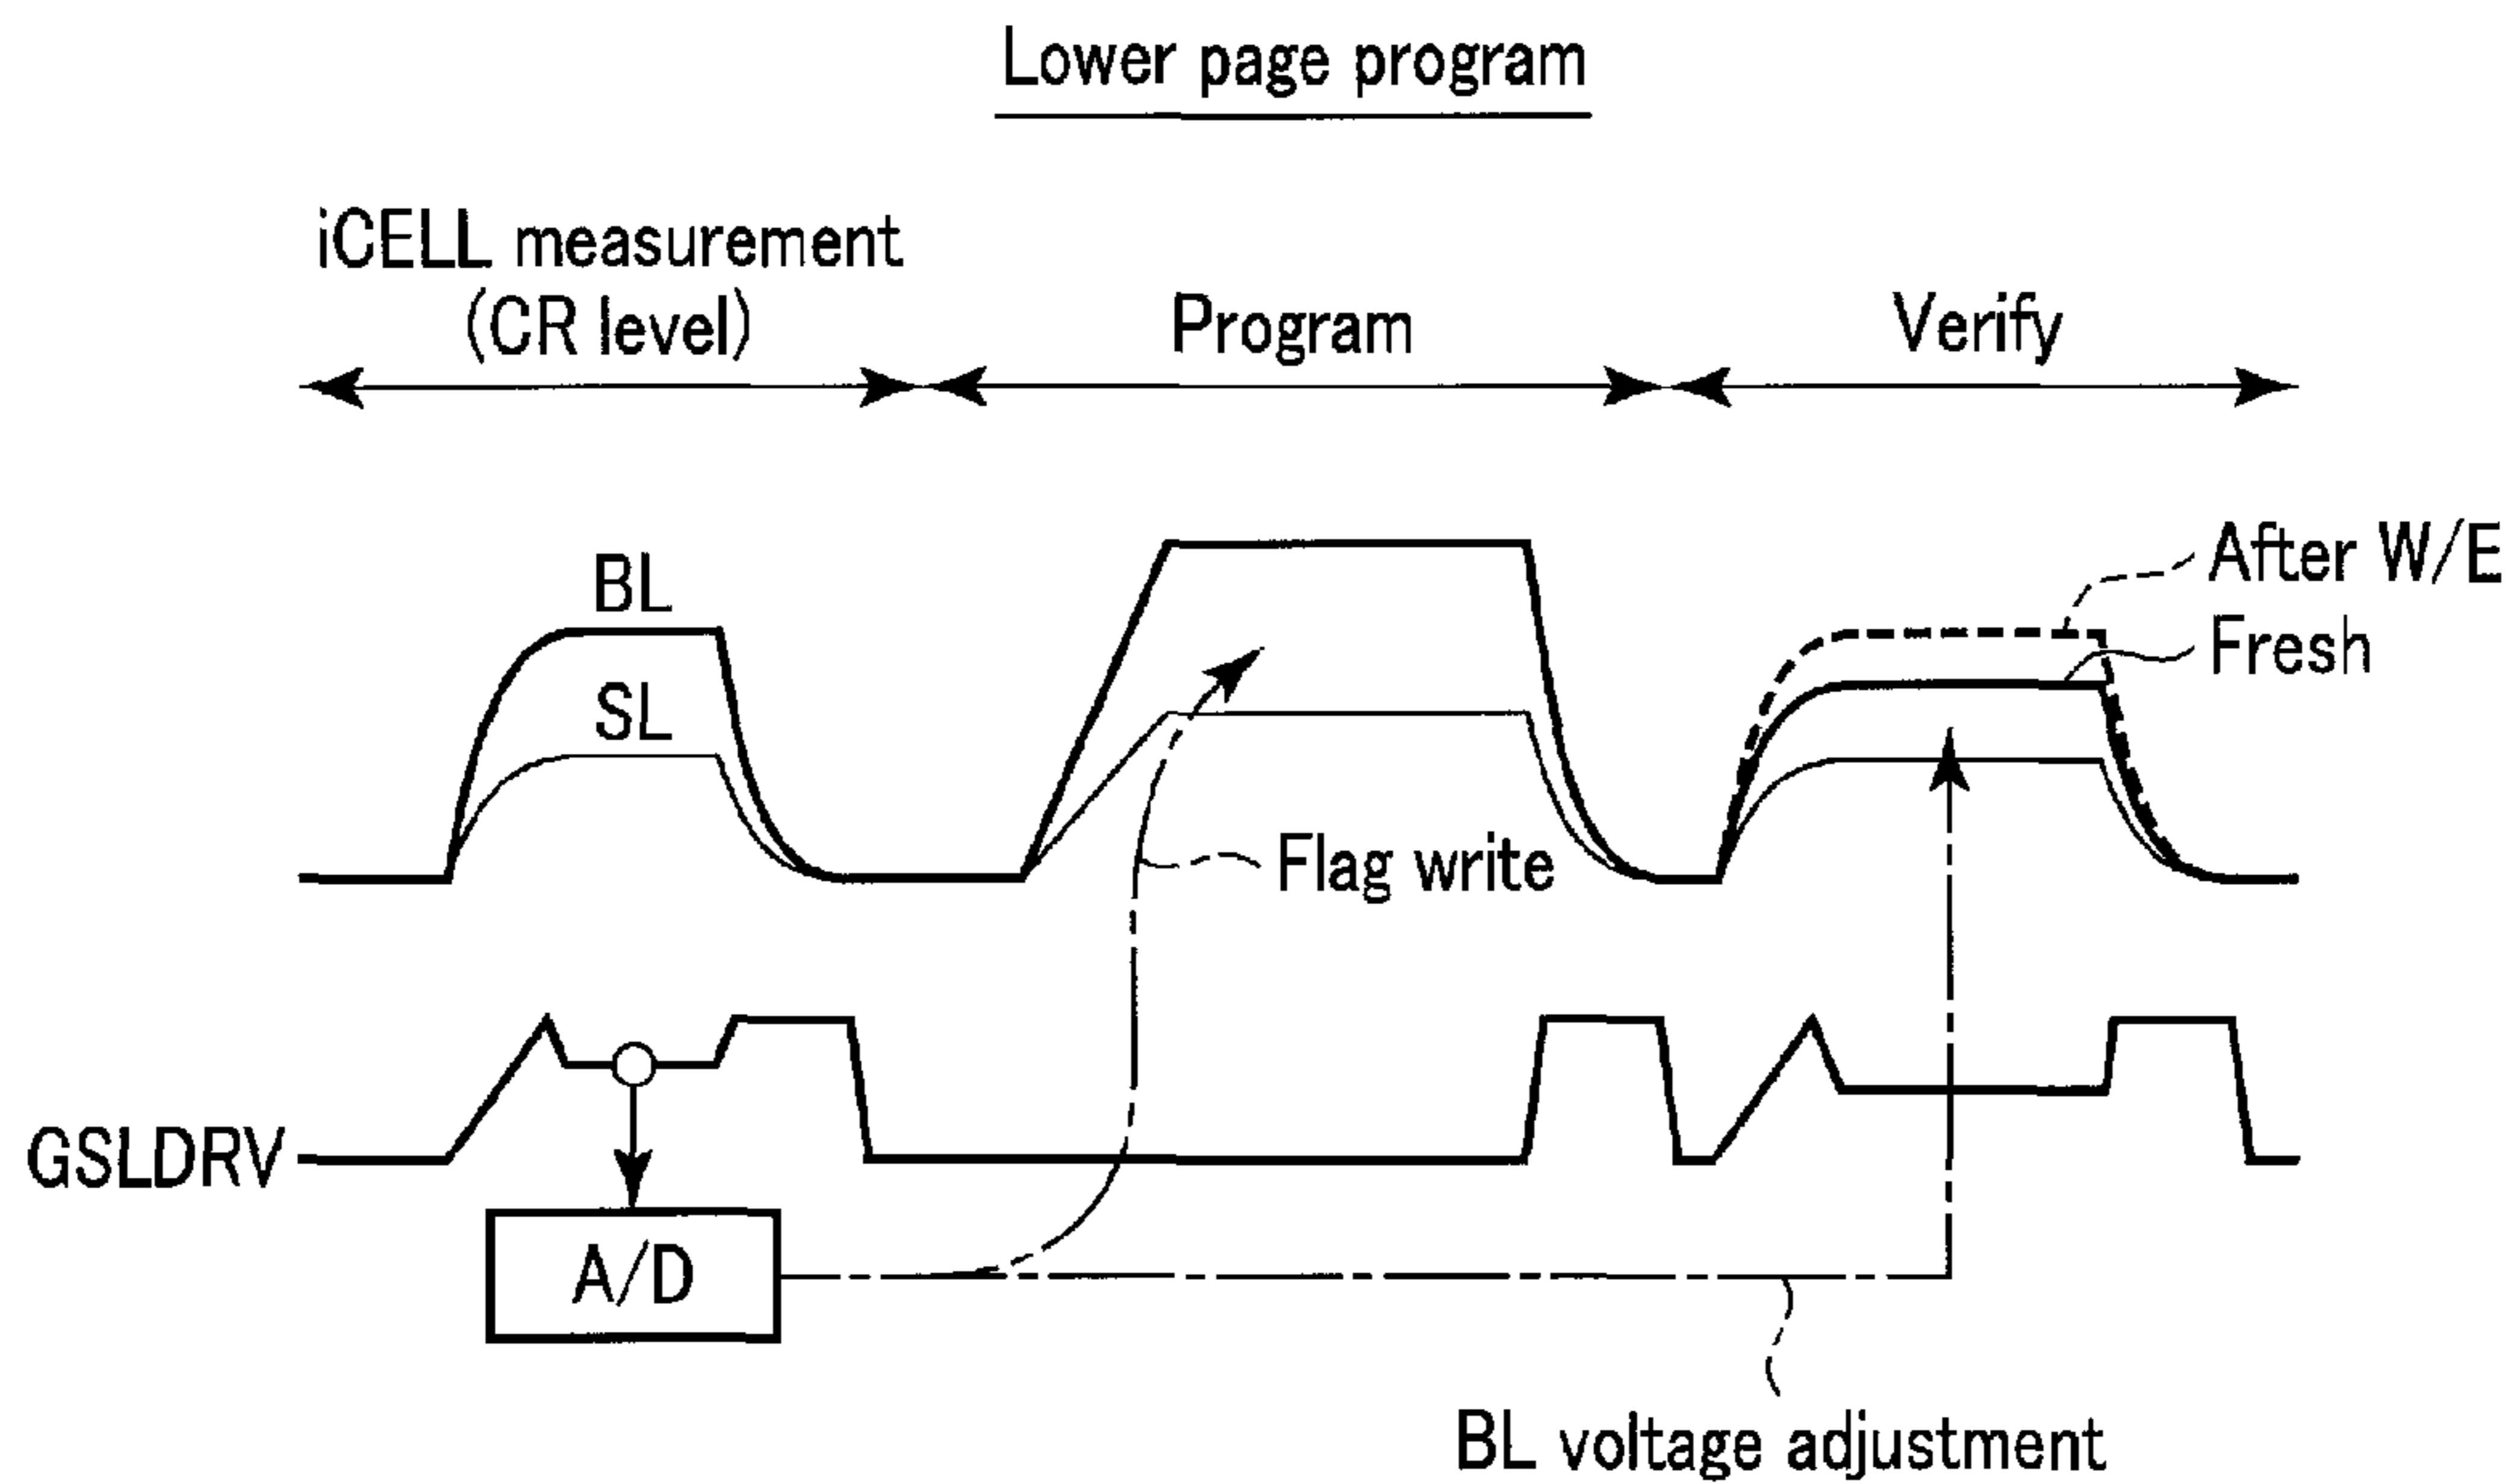 Lower page program
iCELL measurement
(CR level)
Program
Verify
BL
SL
After W/E
Fresh
Flag write
GSLDRV
A/D
BL voltage adjustment